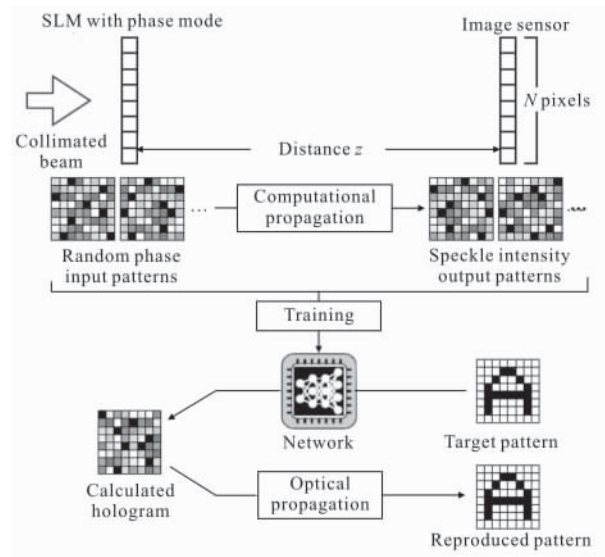 SLM with phase mode
Image sensor
N pixels
Collimated
beam
Distance z
...
Computational
propagation
...
Random phase
input patterns
Speckle intensity
output patterns
Training
Network
Target pattern
Calculated
hologram
Optical
propagation
Reproduced pattern